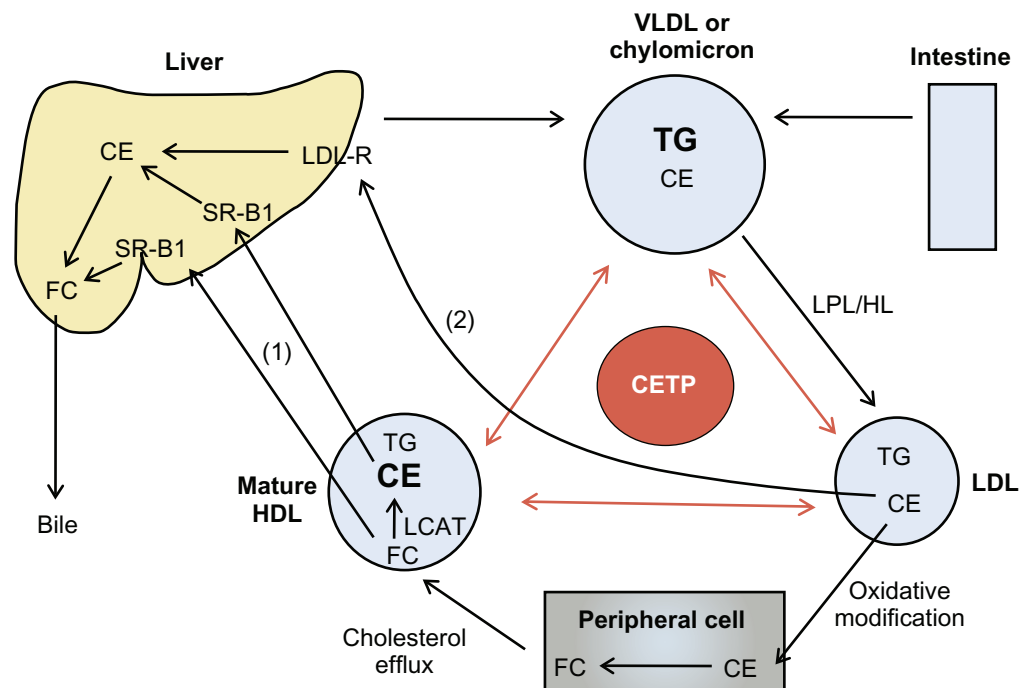 VLDL or
chylomicron
Liver
Intestine
TG
CE
CE
LDL-R
SR-B1
SR-B1
FC
LPL/HL
(2)
(1)
CETP
TG
CE
LCAT
FC
Mature
HDL
TG
CE
LDL
Bile
Oxidative
modification
Peripheral cell
FC
CE
Cholesterol
efflux